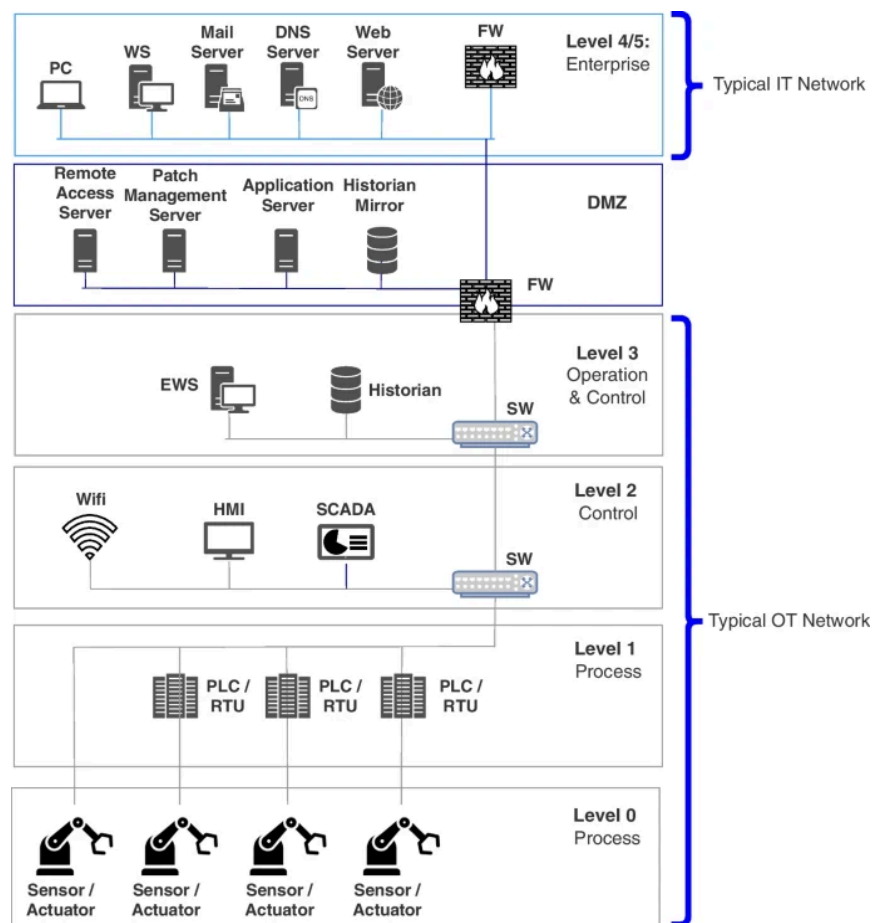 PC
WS
Mail
Server
DNS
Server
Web
Server
FW
Level 4/5:
Enterprise
Typical IT Network
DNS
Remote
Access
Server
Patch
Management
Server
Application
Server
Historian
Mirror
DMZ
FW
Level 3
Operation
& Control
EWS
Historian
SW
Level 2
Control
Wifi
HMI
SCADA
SW
Typical OT Network
Level 1
Process
PLC /
RTU
PLC /
RTU
PLC /
RTU
Level 0
Process
Sensor /
Actuator
Sensor /
Actuator
Sensor /
Actuator
Sensor /
Actuator